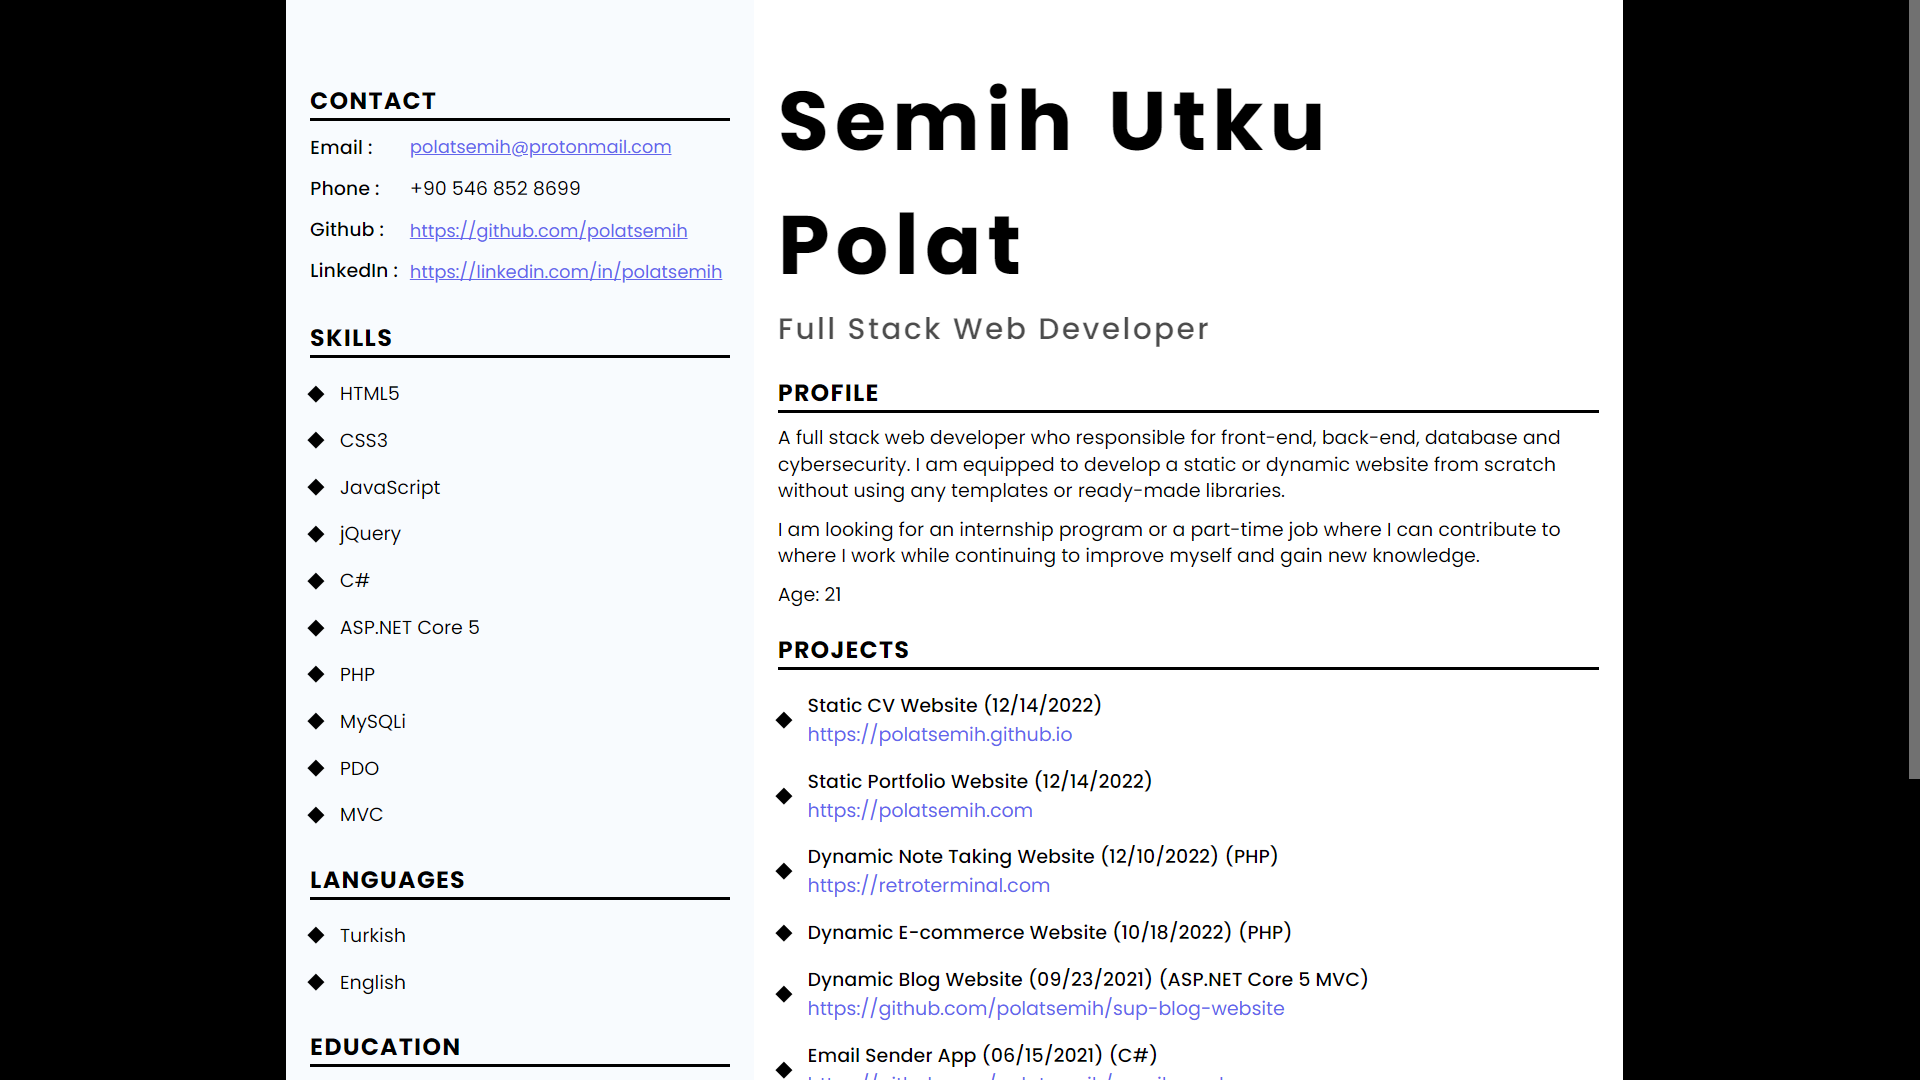 CONTACT
Email : polatsemih@protonmail.com
Phone : +90 546 852 8699
Github : https://github.com/polatsemih
LinkedIn : https://linkedin.com/in/polatsemih
SKILLS
HTML5
CSS3
JavaScript
jQuery
C#
ASP.NET Core 5
PHP
MySQLi
PDO
MVC
LANGUAGES
Turkish
English
EDUCATION
Semih Utku
Polat
Full Stack Web Developer
PROFILE
A full stack web developer who responsible for front-end, back-end, database and
cybersecurity. I am equipped to develop a static or dynamic website from scratch
without using any templates or ready-made libraries.
I am looking for an internship program or a part-time job where I can contribute to
where I work while continuing to improve myself and gain new knowledge.
Age: 21
PROJECTS
Static CV Website (12/14/2022)
https://polatsemih.github.io
Static Portfolio Website (12/14/2022)
https://polatsemih.com
Dynamic Note Taking Website (12/10/2022) (PHP)
https://retroterminal.com
Dynamic E-commerce Website (10/18/2022) (PHP)
Dynamic Blog Website (09/23/2021) (ASP.NET Core 5 MVC)
https://github.com/polatsemih/sup-blog-website
Email Sender App (06/15/2021) (C#)